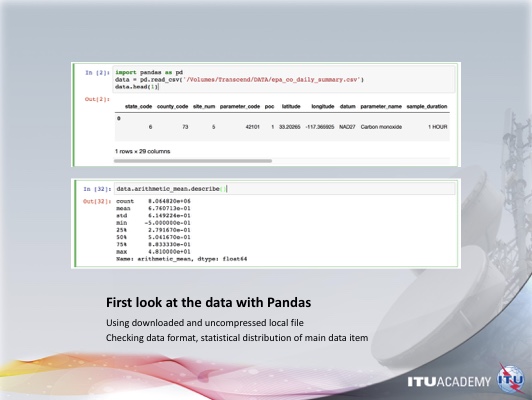 In [2]: import pandas as pd
data = pd.read_csv('/Volumes/Transcend/DATA/epa_co_daily_summary.csv')
data.head(1)
Out[2]:
state_code county_code site_num parameter_code poc latitude longitude datum parameter_name sample_duration
0
6 73 5 42101 1 33.20265 -117.365925 NAD27 Carbon monoxide 1 HOUR
1 rows × 29 columns
In [32]: data.arithmetic_mean.describe()
Out[32]: count 8.064820e+06
mean 6.760713e-01
std 6.149226e-01
min -5.000000e-01
25% 2.791670e-01
50% 5.041670e-01
75% 8.833330e-01
max 4.810000e+01
Name: arithmetic_mean, dtype: float64
First look at the data with Pandas
Using downloaded and uncompressed local file
Checking data format, statistical distribution of main data item
ITUACADEMY ITU